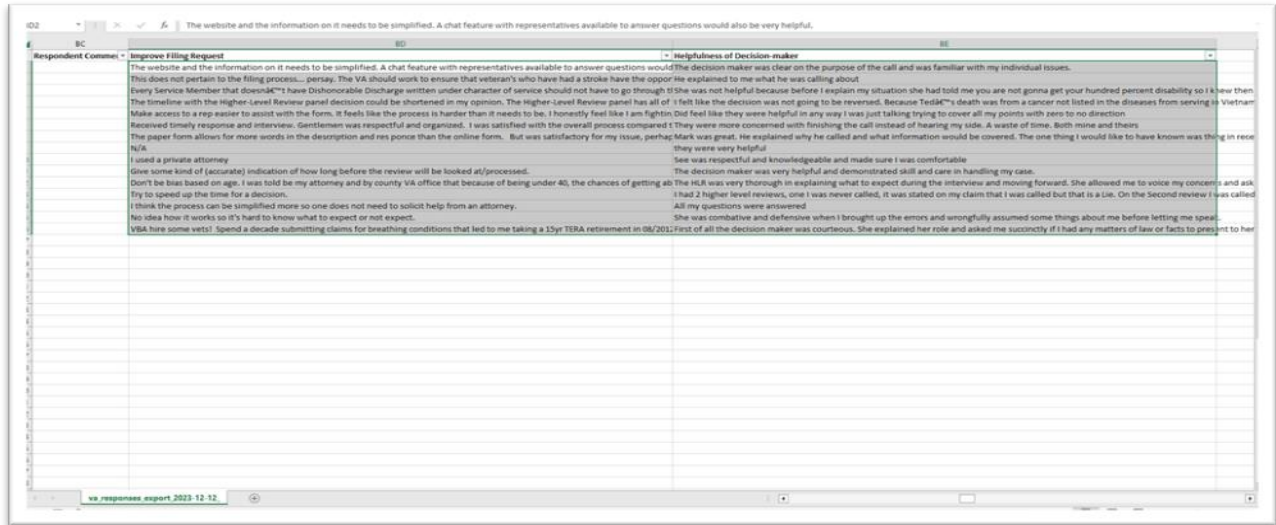 BD2 fx The website and the information on it needs to be simplified. A chat feature with representatives available to answer questions would also be very helpful.
BC BD BE
Respondent Commen Improve Filing Request Helpfulness of Decision-maker
The website and the information on it needs to be simplified. A chat feature with representatives available to answer questions would The decision maker was clear on the purpose of the call and was familiar with my individual issues.
This does not pertain to the filing process... persay. The VA should work to ensure that veteran's who have had a stroke have the oppor He explained to me what he was calling about
Every Service Member that doesnâ€™t have Dishonorable Discharge written under character of service should not have to go through tl She was not helpful because before I explain my situation she had told me you are not gonna get your hundred percent disability so I knew then
The timeline with the Higher-Level Review panel decision could be shortened in my opinion. The Higher-Level Review panel has all of I felt like the decision was not going to be reversed. Because Tedâ€™s death was from a cancer not listed in the diseases from serving in Vietnam
Make access to a rep easier to assist with the form. It feels like the process is harder than it needs to be. I honestly feel like I am fightin Did feel like they were helpful in any way I was just talking trying to cover all my points with zero to no direction
Received timely response and interview. Gentlemen was respectful and organized. I was satisfied with the overall process compared t They were more concerned with finishing the call instead of hearing my side. A waste of time. Both mine and theirs
The paper form allows for more words in the description and res ponce than the online form. But was satisfactory for my issue, perhap Mark was great. He explained why he called and what information would be covered. The one thing I would like to have known was thing in rece
N/A they were very helpful
I used a private attorney See was respectful and knowledgeable and made sure I was comfortable
Give some kind of (accurate) indication of how long before the review will be looked at/processed. The decision maker was very helpful and demonstrated skill and care in handling my case.
Don't be bias based on age. I was told be my attorney and by county VA office that because of being under 40, the chances of getting ab The HLR was very thorough in explaining what to expect during the interview and moving forward. She allowed me to voice my concerns and ask
Try to speed up the time for a decision. I had 2 higher level reviews, one I was never called, it was stated on my claim that I was called but that is a Lie. On the Second review I was called
I think the process can be simplified more so one does not need to solicit help from an attorney. All my questions were answered
No idea how it works so it's hard to know what to expect or not expect. She was combative and defensive when I brought up the errors and wrongfully assumed some things about me before letting me speak.
VBA hire some vets! Spend a decade submitting claims for breathing conditions that led to me taking a 15yr TERA retirement in 08/201 First of all the decision maker was courteous. She explained her role and asked me succinctly if I had any matters of law or facts to present to her
va_responses_export_2023-12-12_